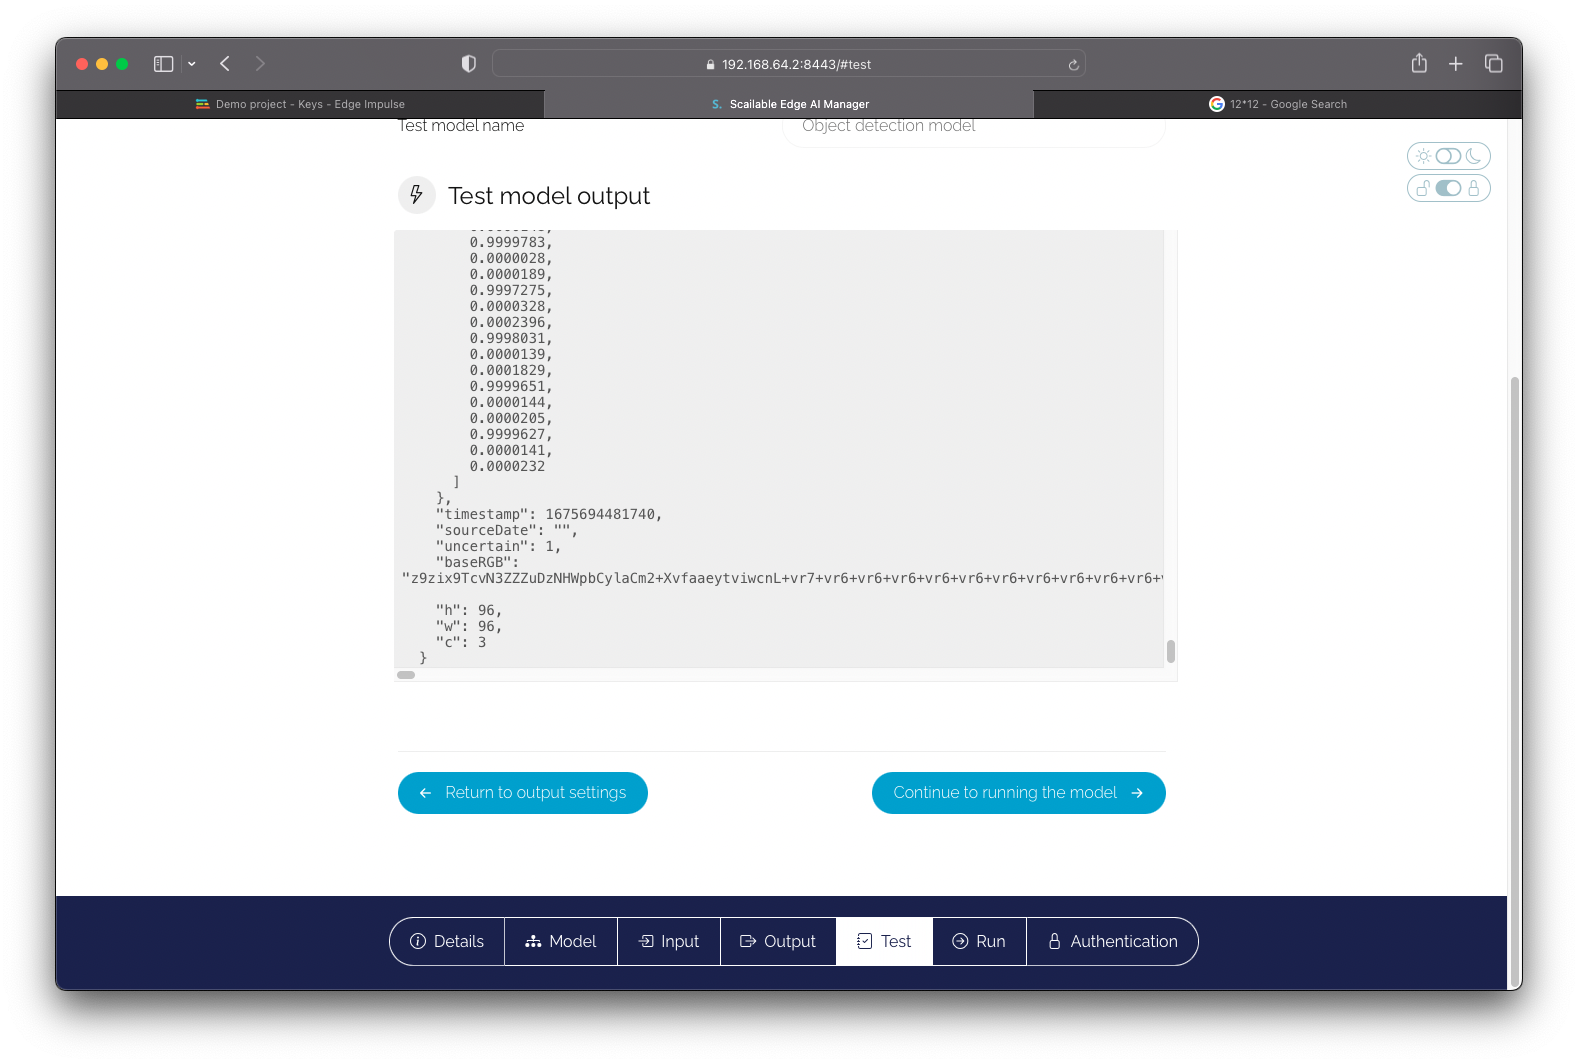 192.168.64.2:8443/#test
Demo project - Keys - Edge Impulse
S. Scailable Edge AI Manager
12*12 - Google Search
Test model name
Object detection model
Test model output
0.9999783,
0.0000028,
0.0000189,
0.9997275,
0.0000328,
0.0002396,
0.9998031,
0.0000139,
0.0001829,
0.9999651,
0.0000144,
0.0000205,
0.9999627,
0.0000141,
0.0000232
]
},
"timestamp": 1675694481740,
"sourceDate": "",
"uncertain": 1,
"baseRGB":
"z9zix9TcvN3ZZZuDzNHWpbCylaCm2+XvfaaeytviwcnL+vr7+vr6+vr6+vr6+vr6+vr6+vr6+vr6+vr6+vr6+vr6+
"h": 96,
"w": 96,
"c": 3
}
Return to output settings
Continue to running the model
Details
Model
Input
Output
Test
Run
Authentication